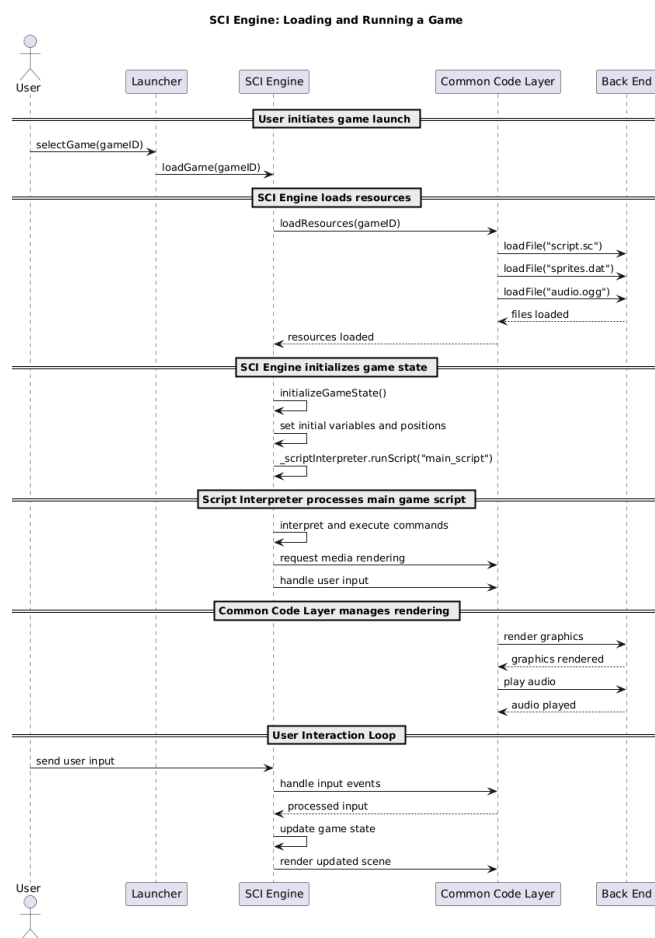 SCI Engine: Loading and Running a Game
User
Launcher
SCI Engine
Common Code Layer
Back End
User initiates game launch
selectGame(gameID)
loadGame(gameID)
SCI Engine loads resources
loadResources(gameID)
loadFile("script.sc")
loadFile("sprites.dat")
loadFile("audio.ogg")
files loaded
resources loaded
SCI Engine initializes game state
initializeGameState()
set initial variables and positions
_scriptInterpreter.runScript("main_script")
Script Interpreter processes main game script
interpret and execute commands
request media rendering
handle user input
Common Code Layer manages rendering
render graphics
graphics rendered
play audio
audio played
User Interaction Loop
send user input
handle input events
processed input
update game state
render updated scene
User
Launcher
SCI Engine
Common Code Layer
Back End